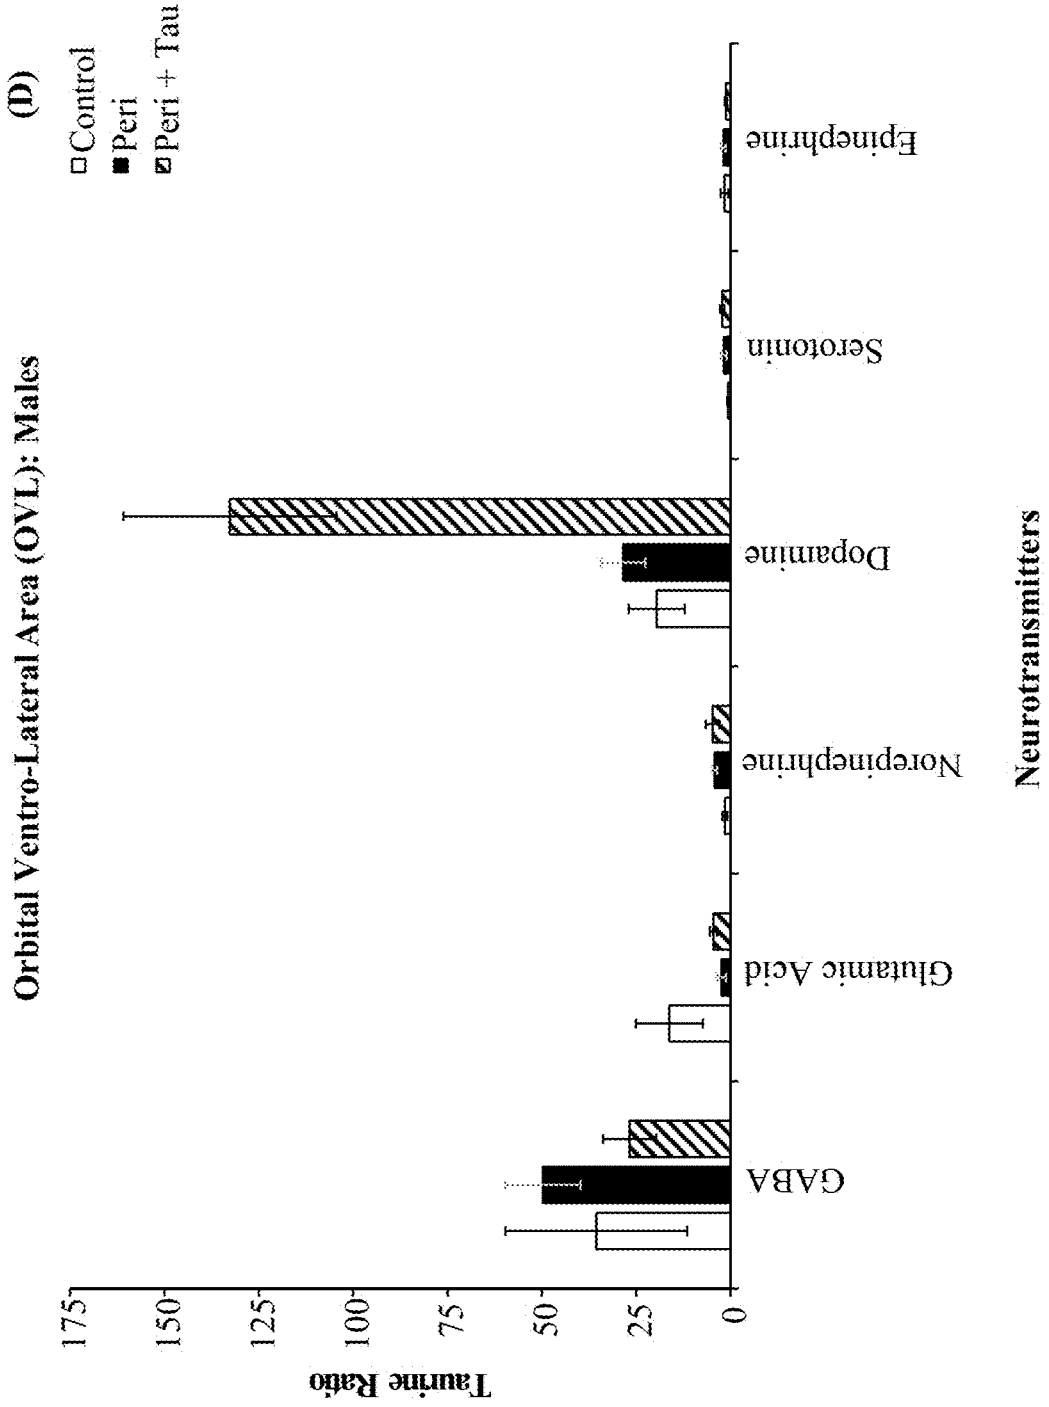 Orbital Ventro-Lateral Area (OVL): Males
(D)
Control
Peri
Peri + Tau
Taurine Ratio
175
150
125
100
75
50
25
0
GABA
Glutamic Acid
Norepinephrine
Dopamine
Serotonin
Epinephrine
Neurotransmitters